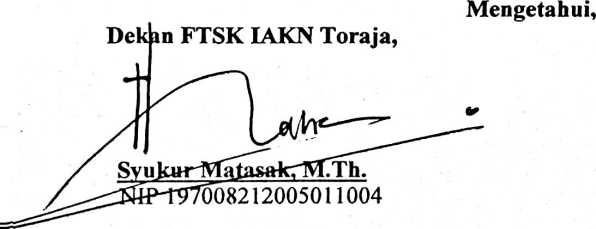 Mengetahui,
Dekan FTSK IAKN Toraja,
Syukur Matasak, M.Th.
NIP 197008212005011004